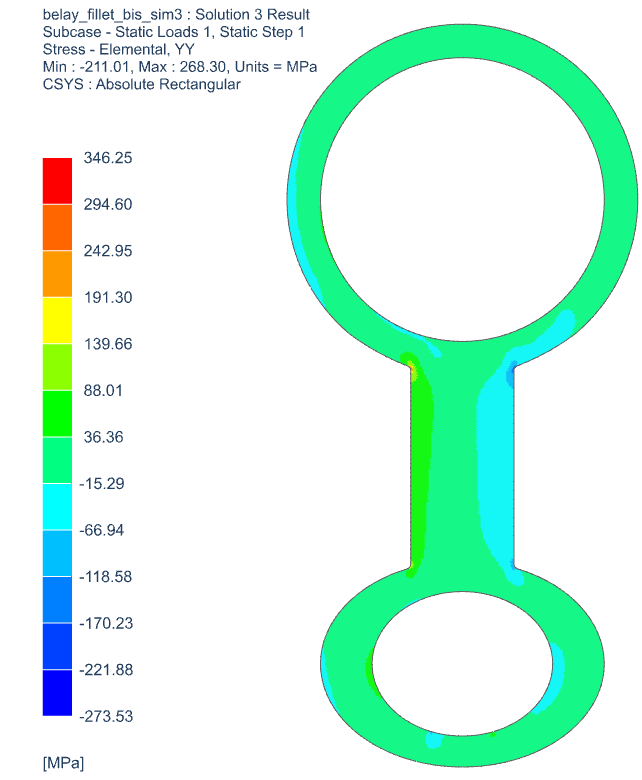 belay_fillet_bis_sim3 : Solution 3 Result
Subcase - Static Loads 1, Static Step 1
Stress - Elemental, YY
Min : -211.01, Max : 268.30, Units = MPa
CSYS : Absolute Rectangular
346.25
294.60
242.95
191.30
139.66
88.01
36.36
-15.29
-66.94
-118.58
-170.23
-221.88
-273.53
[MPa]